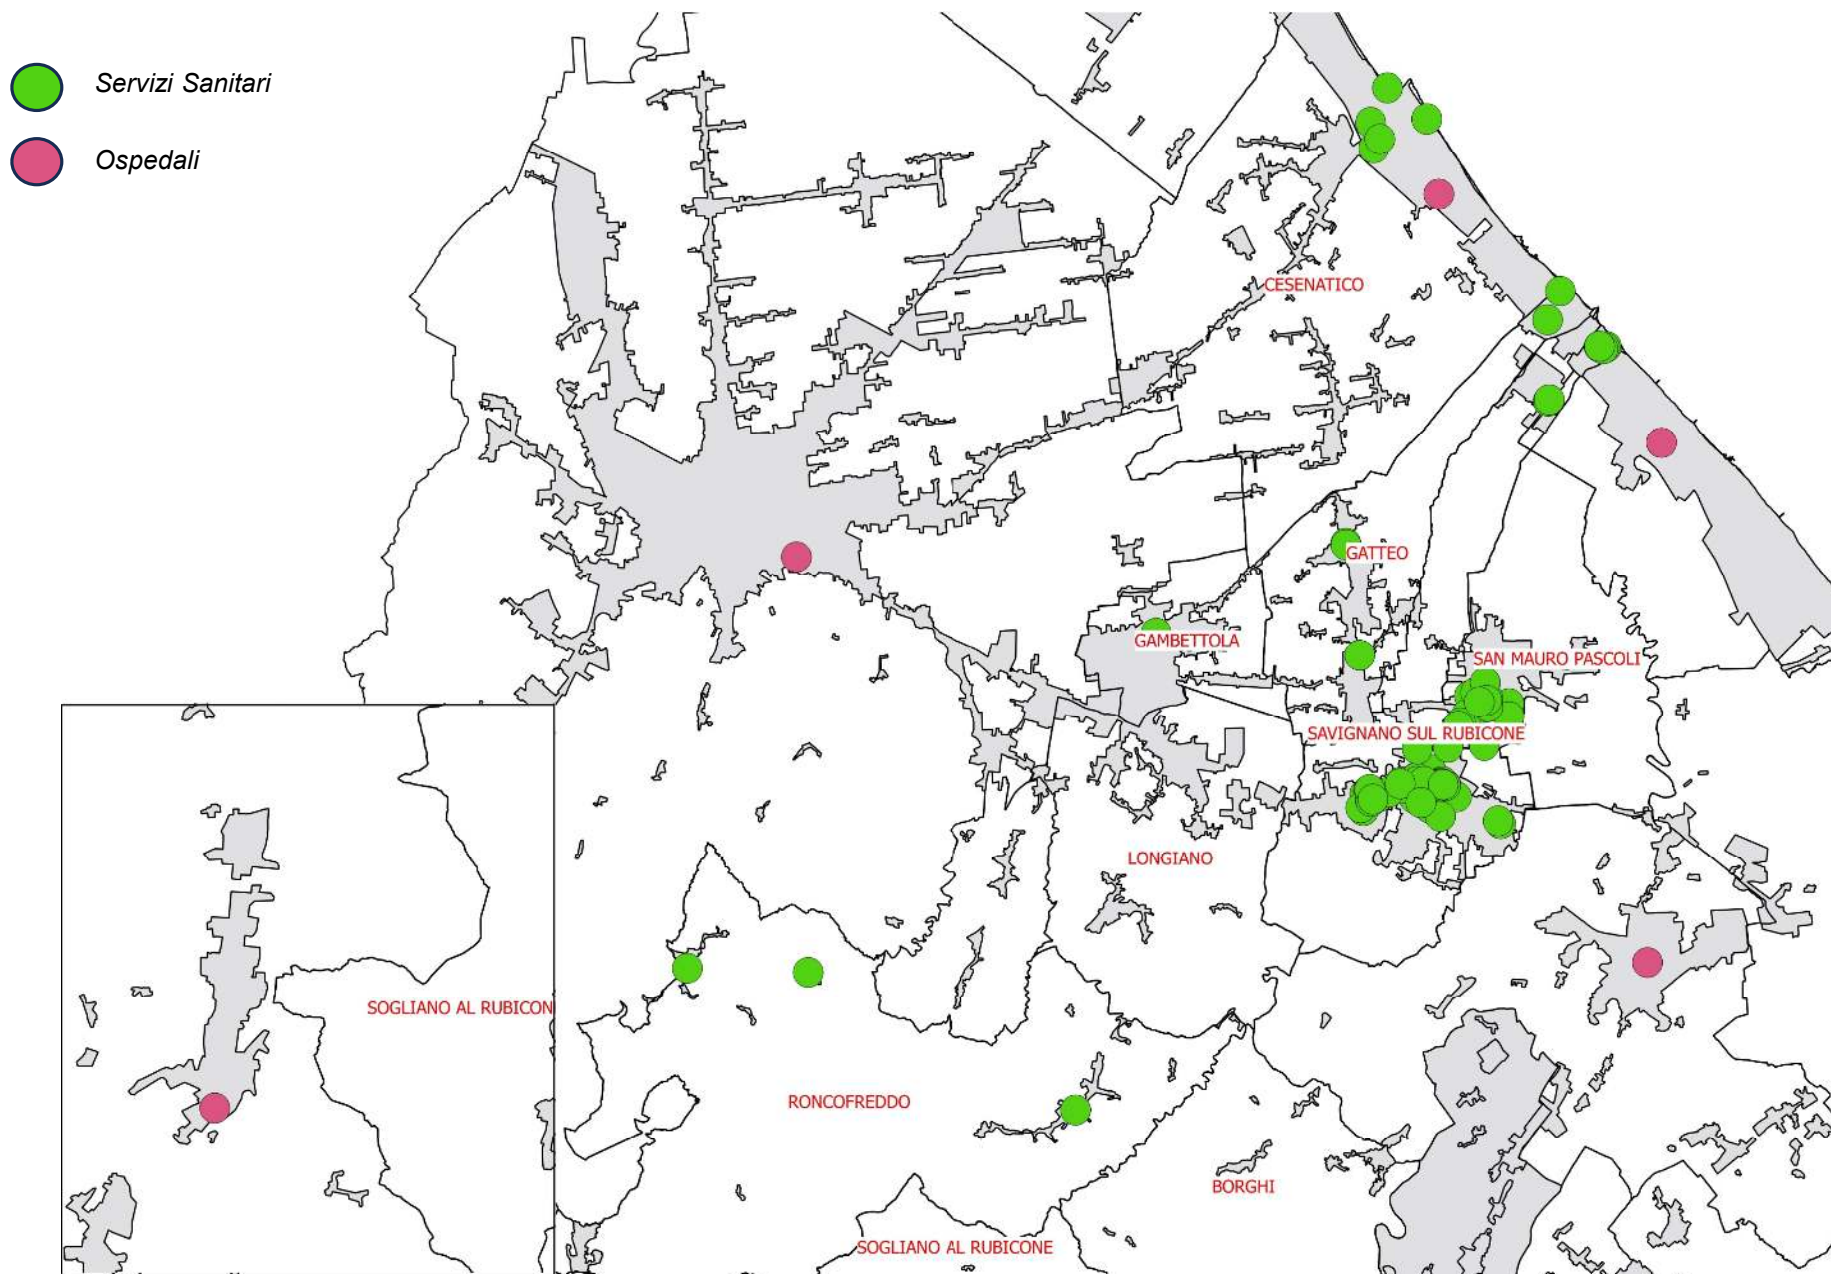 Servizi Sanitari
Ospedali
CESENATICO
GATTEO
GAMBETTOLA
SAN MAURO PASCOLI
SAVIGNANO SUL RUBICONE
LONGIANO
SOGLIANO AL RUBICON
RONCOFREDDO
BORGHI
SOGLIANO AL RUBICONE